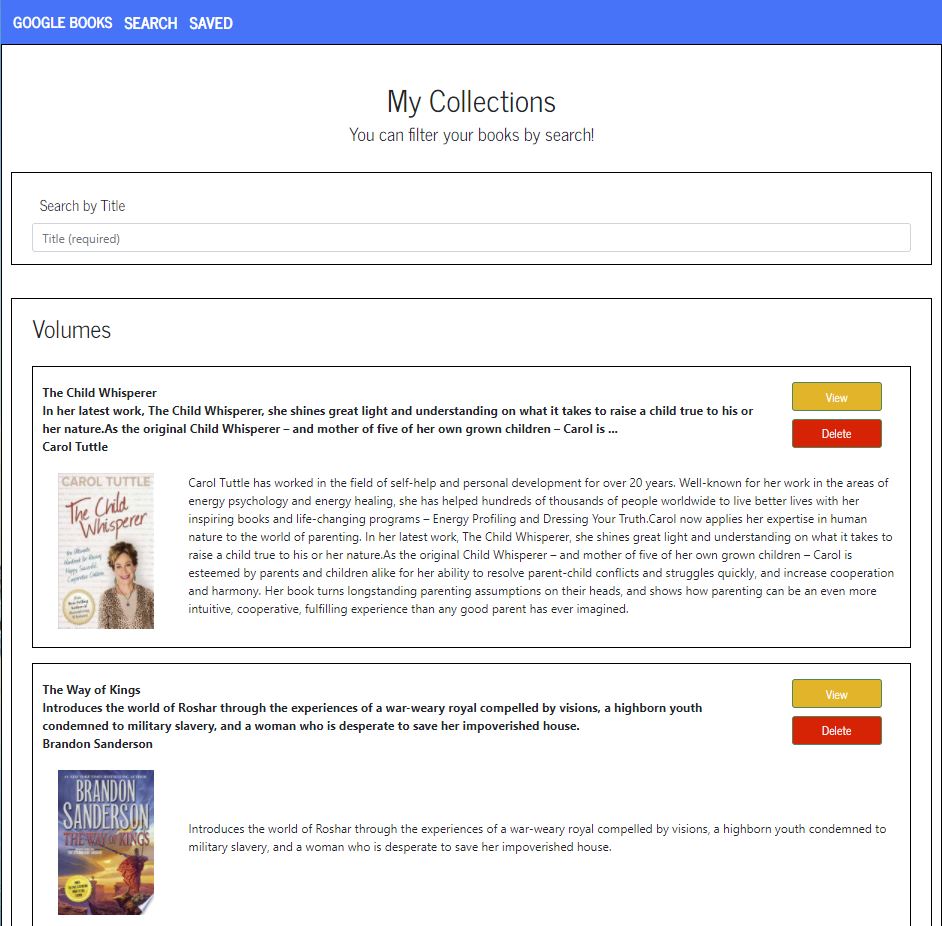 GOOGLE BOOKS SEARCH SAVED
My Collections
You can filter your books by search!
Search by Title
Title (required)
Volumes
The Child Whisperer
In her latest work, The Child Whisperer, she shines great light and understanding on what it takes to raise a child true to his or
her nature.As the original Child Whisperer – and mother of five of her own grown children – Carol is ...
Carol Tuttle
View
Delete
CAROL TUTTLE
The Child
Whisperer
Carol Tuttle has worked in the field of self-help and personal development for over 20 years. Well-known for her work in the areas of
energy psychology and energy healing, she has helped hundreds of thousands of people worldwide to live better lives with her
inspiring books and life-changing programs – Energy Profiling and Dressing Your Truth.Carol now applies her expertise in human
nature to the world of parenting. In her latest work, The Child Whisperer, she shines great light and understanding on what it takes to
raise a child true to his or her nature.As the original Child Whisperer – and mother of five of her own grown children – Carol is
esteemed by parents and children alike for her ability to resolve parent-child conflicts and struggles quickly, and increase cooperation
and harmony. Her book turns longstanding parenting assumptions on their heads, and shows how parenting can be an even more
intuitive, cooperative, fulfilling experience than any good parent has ever imagined.
The Way of Kings
Introduces the world of Roshar through the experiences of a war-weary royal compelled by visions, a highborn youth
condemned to military slavery, and a woman who is desperate to save her impoverished house.
Brandon Sanderson
View
Delete
BRANDON
SANDERSON
THE WAY OF KINGS
Introduces the world of Roshar through the experiences of a war-weary royal compelled by visions, a highborn youth condemned to
military slavery, and a woman who is desperate to save her impoverished house.